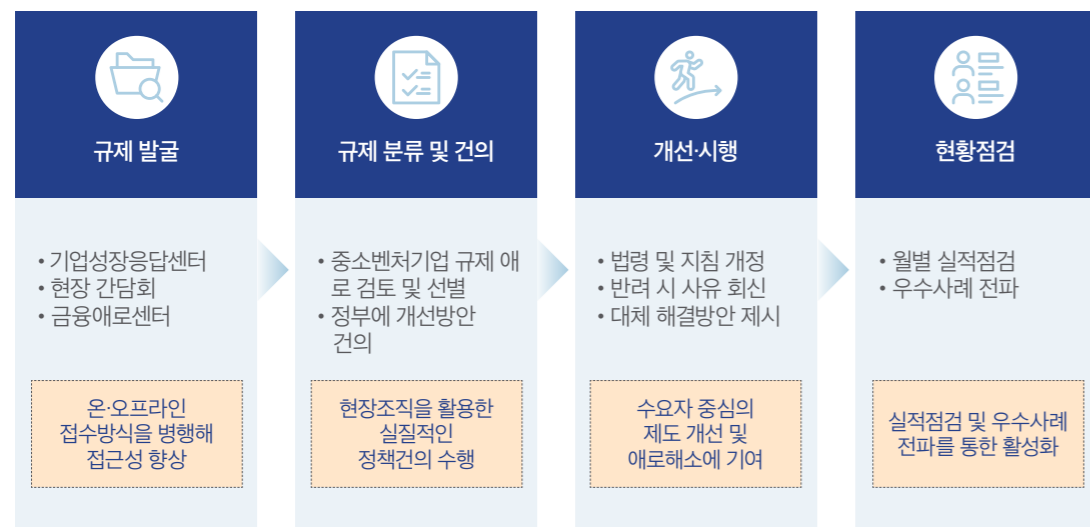 규제 발굴
• 기업성장응답센터
• 현장 간담회
• 금융애로센터
온·오프라인
접수방식을 병행해
접근성 향상
규제 분류 및 건의
• 중소벤처기업 규제 애
로 검토 및 선별
• 정부에 개선방안
건의
현장조직을 활용한
실질적인
정책건의 수행
개선·시행
• 법령 및 지침 개정
• 반려 시 사유 회신
• 대체 해결방안 제시
수요자 중심의
제도 개선 및
애로해소에 기여
현황점검
• 월별 실적점검
• 우수사례 전파
실적점검 및 우수사례
전파를 통한 활성화